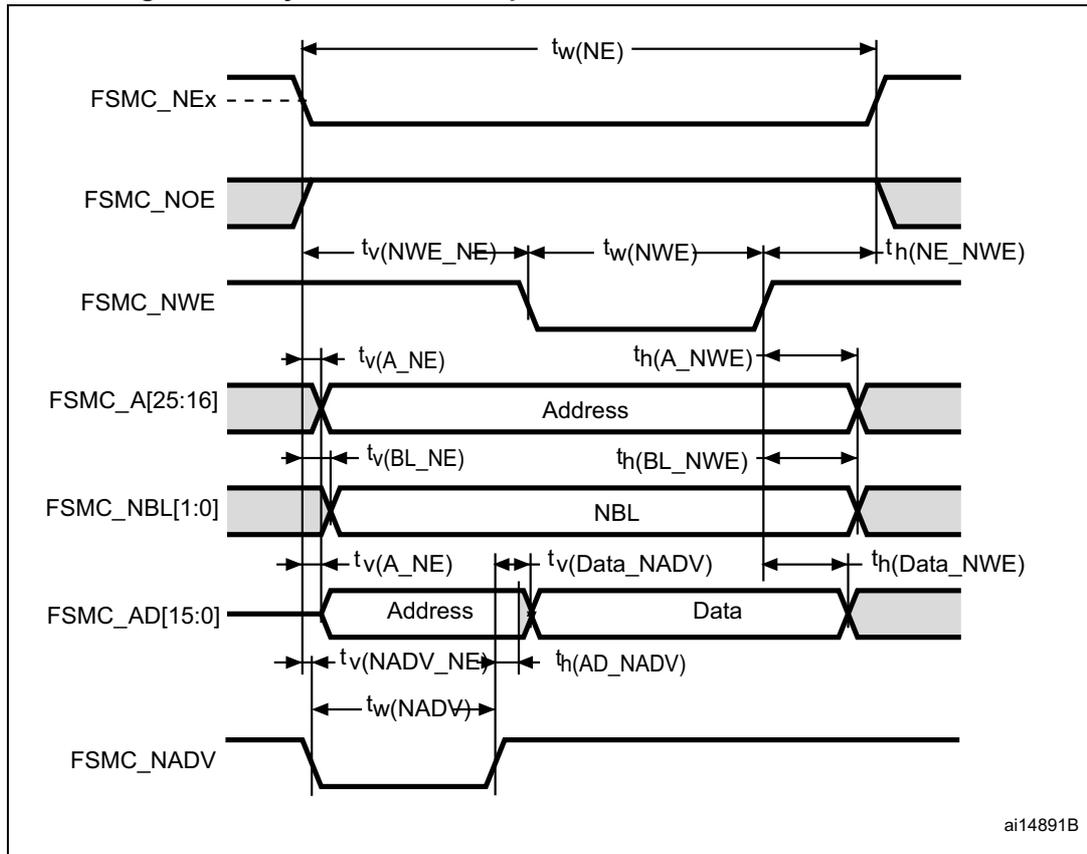 tw(NE)
FSMC_NEx
FSMC_NOE
tv(NWE_NE) tw(NWE) th(NE_NWE)
FSMC_NWE
tv(A_NE) th(A_NWE)
FSMC_A[25:16] Address
tv(BL_NE) th(BL_NWE)
FSMC_NBL[1:0] NBL
tv(A_NE) tv(Data_NADV) th(Data_NWE)
FSMC_AD[15:0] Address Data
tv(NADV_NE) th(AD_NADV)
tw(NADV)
FSMC_NADV
ai14891B